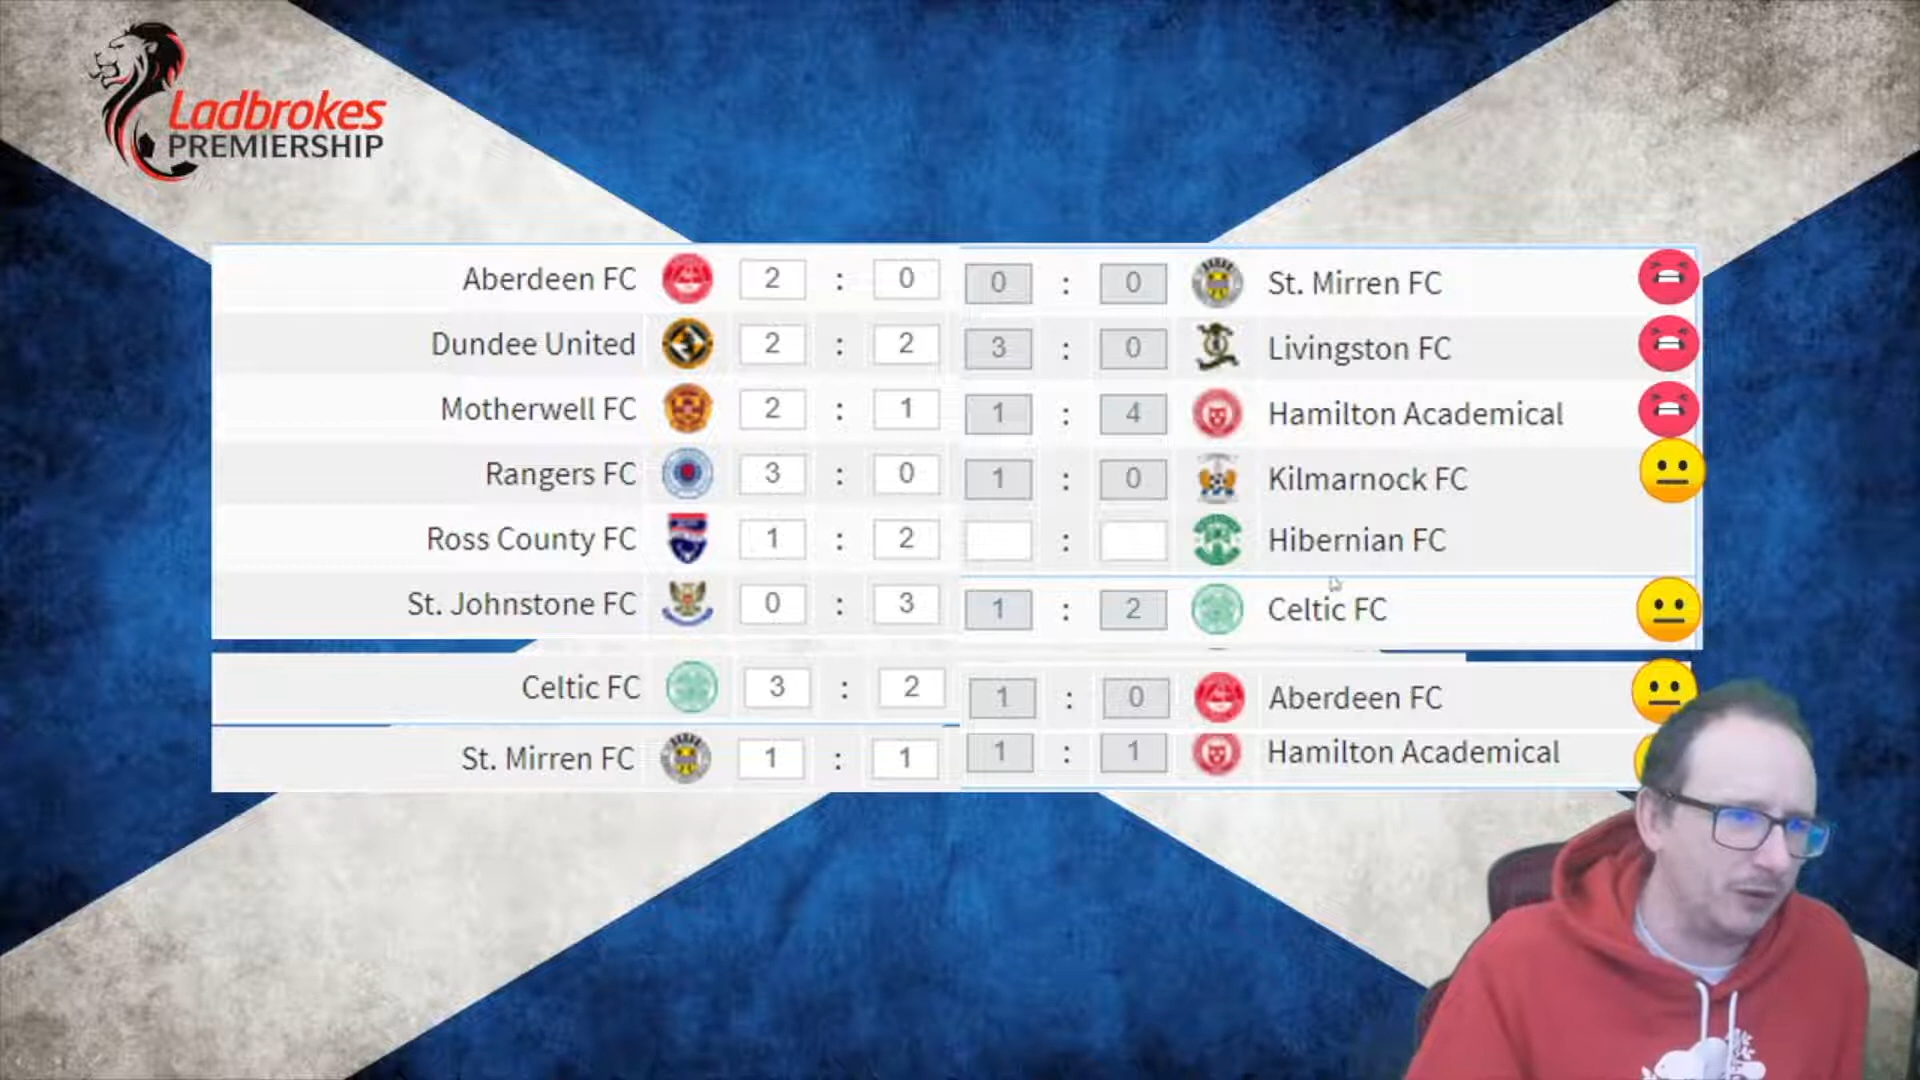 Ladbrokes
PREMIERSHIP
Aberdeen FC 2 : 0 0 : 0 St. Mirren FC
Dundee United 2 : 2 3 : 0 Livingston FC
Motherwell FC 2 : 1 1 : 4 Hamilton Academical
Rangers FC 3 : 0 1 : 0 Kilmarnock FC
Ross County FC 1 : 2 : Hibernian FC
St. Johnstone FC 0 : 3 1 : 2 Celtic FC
Celtic FC 3 : 2 1 : 0 Aberdeen FC
St. Mirren FC 1 : 1 1 : 1 Hamilton Academical